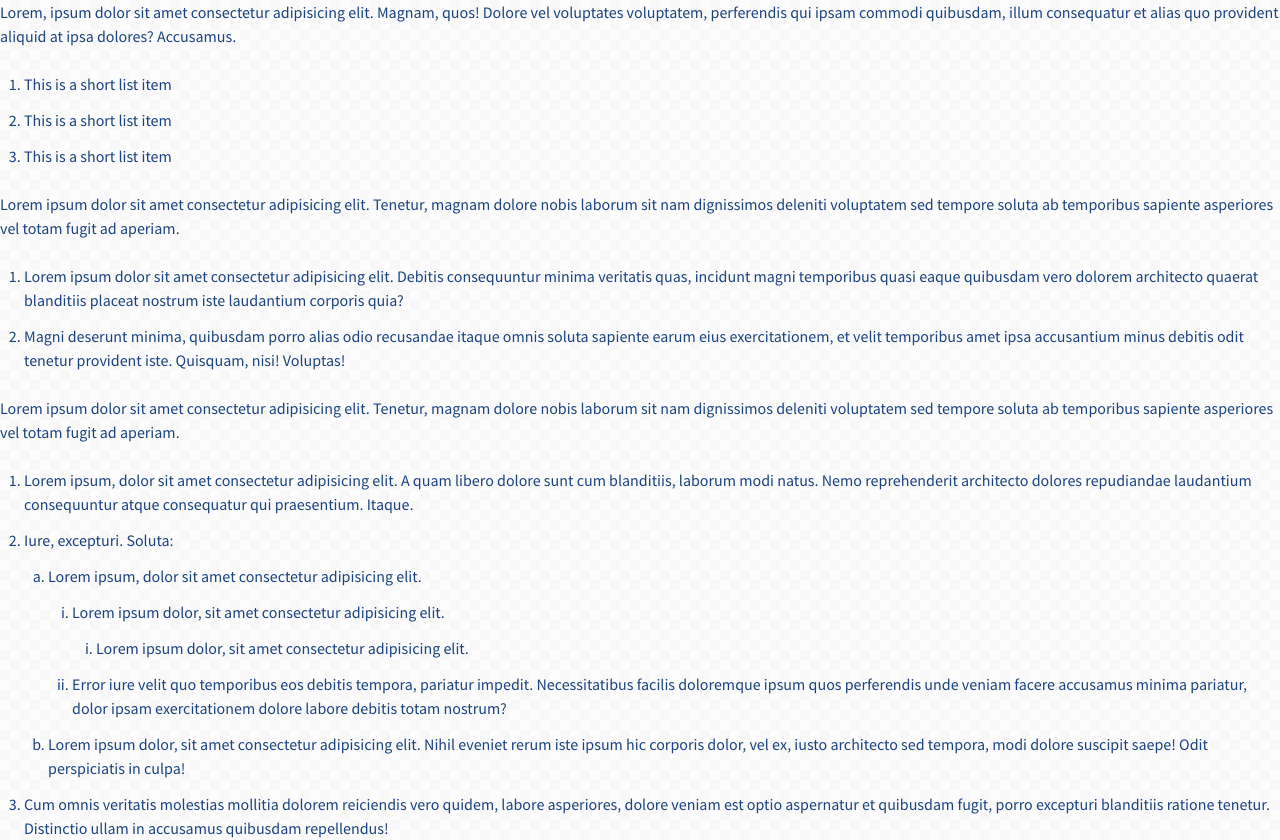 Lorem, ipsum dolor sit amet consectetur adipisicing elit. Magnam, quos! Dolore vel voluptates voluptatem, perferendis qui ipsam commodi quibusdam, illum consequatur et alias quo provident
aliquid at ipsa dolores? Accusamus.
1. This is a short list item
2. This is a short list item
3. This is a short list item
Lorem ipsum dolor sit amet consectetur adipisicing elit. Tenetur, magnam dolore nobis laborum sit nam dignissimos deleniti voluptatem sed tempore soluta ab temporibus sapiente asperiores
vel totam fugit ad aperiam.
1. Lorem ipsum dolor sit amet consectetur adipisicing elit. Debitis consequuntur minima veritatis quas, incidunt magni temporibus quasi eaque quibusdam vero dolorem architecto quaerat
blanditiis placeat nostrum iste laudantium corporis quia?
2. Magni deserunt minima, quibusdam porro alias odio recusandae itaque omnis soluta sapiente earum eius exercitationem, et velit temporibus amet ipsa accusantium minus debitis odit
tenetur provident iste. Quisquam, nisi! Voluptas!
Lorem ipsum dolor sit amet consectetur adipisicing elit. Tenetur, magnam dolore nobis laborum sit nam dignissimos deleniti voluptatem sed tempore soluta ab temporibus sapiente asperiores
vel totam fugit ad aperiam.
1. Lorem ipsum, dolor sit amet consectetur adipisicing elit. A quam libero dolore sunt cum blanditiis, laborum modi natus. Nemo reprehenderit architecto dolores repudiandae laudantium
consequuntur atque consequatur qui praesentium. Itaque.
2. Iure, excepturi. Soluta:
a. Lorem ipsum, dolor sit amet consectetur adipisicing elit.
i. Lorem ipsum dolor, sit amet consectetur adipisicing elit.
i. Lorem ipsum dolor, sit amet consectetur adipisicing elit.
ii. Error iure velit quo temporibus eos debitis tempora, pariatur impedit. Necessitatibus facilis doloremque ipsum quos perferendis unde veniam facere accusamus minima pariatur,
dolor ipsam exercitationem dolore labore debitis totam nostrum?
b. Lorem ipsum dolor, sit amet consectetur adipisicing elit. Nihil eveniet rerum iste ipsum hic corporis dolor, vel ex, iusto architecto sed tempora, modi dolore suscipit saepe! Odit
perspiciatis in culpa!
3. Cum omnis veritatis molestias mollitia dolorem reiciendis vero quidem, labore asperiores, dolore veniam est optio aspernatur et quibusdam fugit, porro excepturi blanditiis ratione tenetur.
Distinctio ullam in accusamus quibusdam repellendus!